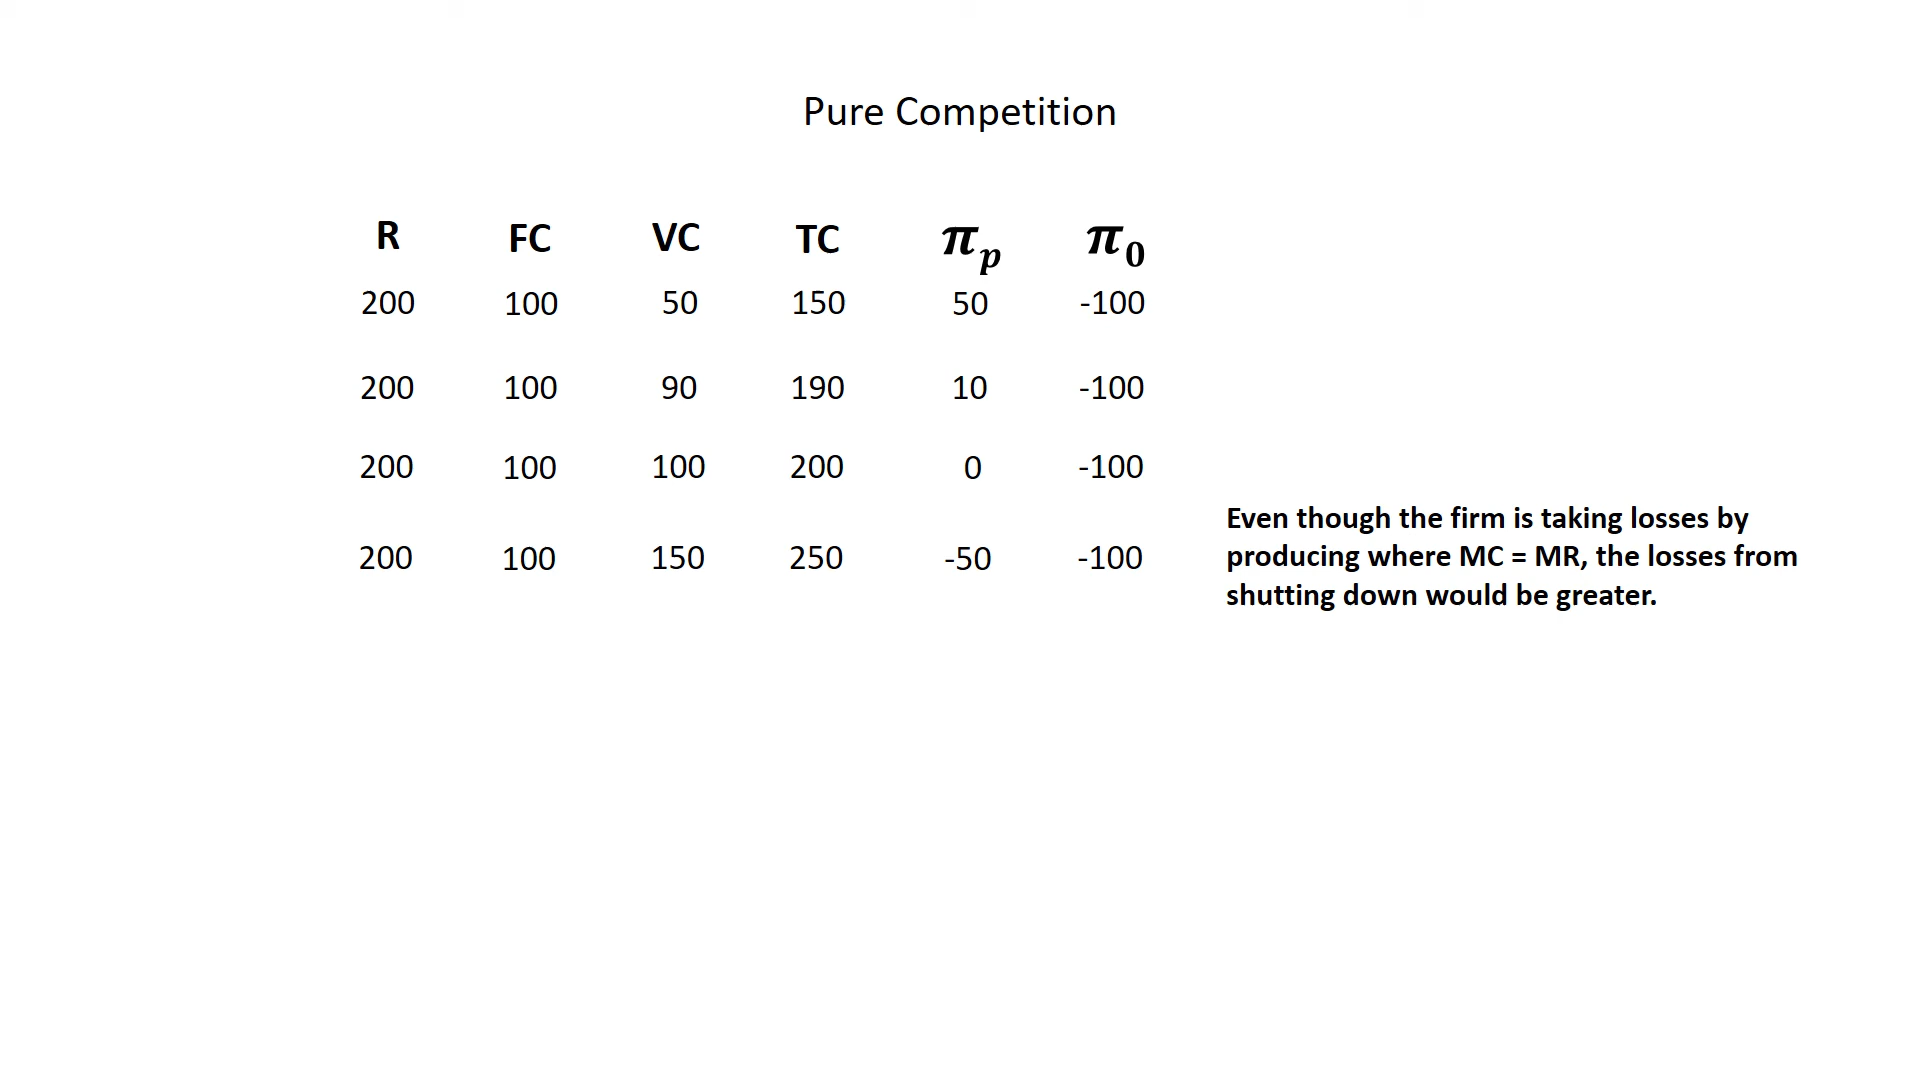 Pure Competition
R FC VC TC π_p π_0
200 100 50 150 50 -100
200 100 90 190 10 -100
200 100 100 200 0 -100
200 100 150 250 -50 -100
Even though the firm is taking losses by
producing where MC = MR, the losses from
shutting down would be greater.